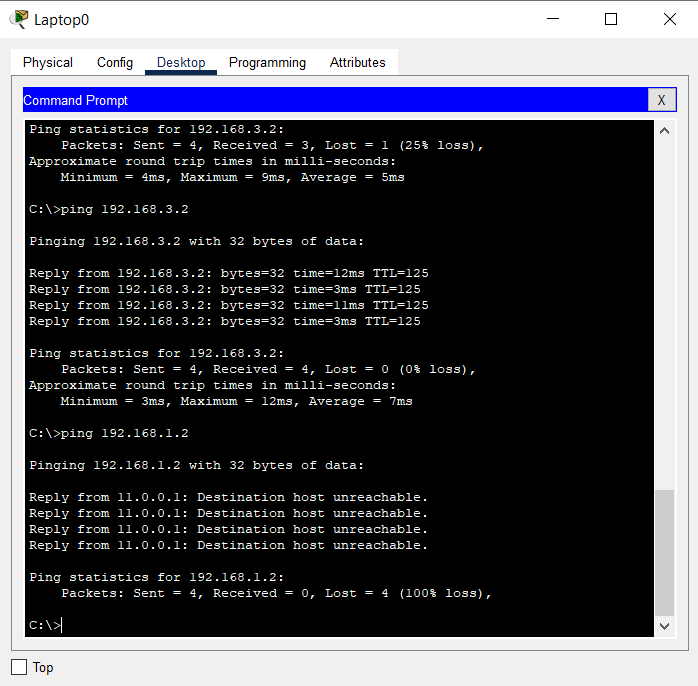 Laptop0
Physical Config Desktop Programming Attributes
Command Prompt X
Ping statistics for 192.168.3.2:
    Packets: Sent = 4, Received = 3, Lost = 1 (25% loss),
Approximate round trip times in milli-seconds:
    Minimum = 4ms, Maximum = 9ms, Average = 5ms
C:\>ping 192.168.3.2
Pinging 192.168.3.2 with 32 bytes of data:
Reply from 192.168.3.2: bytes=32 time=12ms TTL=125
Reply from 192.168.3.2: bytes=32 time=3ms TTL=125
Reply from 192.168.3.2: bytes=32 time=11ms TTL=125
Reply from 192.168.3.2: bytes=32 time=3ms TTL=125
Ping statistics for 192.168.3.2:
    Packets: Sent = 4, Received = 4, Lost = 0 (0% loss),
Approximate round trip times in milli-seconds:
    Minimum = 3ms, Maximum = 12ms, Average = 7ms
C:\>ping 192.168.1.2
Pinging 192.168.1.2 with 32 bytes of data:
Reply from 11.0.0.1: Destination host unreachable.
Reply from 11.0.0.1: Destination host unreachable.
Reply from 11.0.0.1: Destination host unreachable.
Reply from 11.0.0.1: Destination host unreachable.
Ping statistics for 192.168.1.2:
    Packets: Sent = 4, Received = 0, Lost = 4 (100% loss),
C:\>
Top